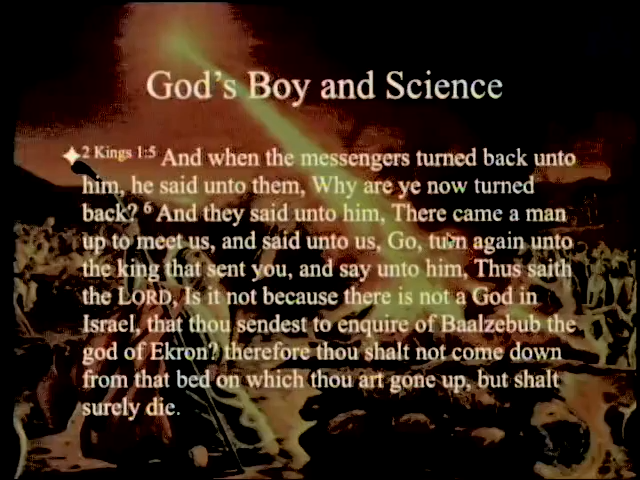 God's Boy and Science
2 Kings 1:5 And when the messengers turned back unto
him, he said unto them, Why are ye now turned
back? 6 And they said unto him, There came a man
up to meet us, and said unto us, Go, turn again unto
the king that sent you, and say unto him, Thus saith
the LORD, Is it not because there is not a God in
Israel, that thou sendest to enquire of Baalzebub the
god of Ekron? therefore thou shalt not come down
from that bed on which thou art gone up, but shalt
surely die.